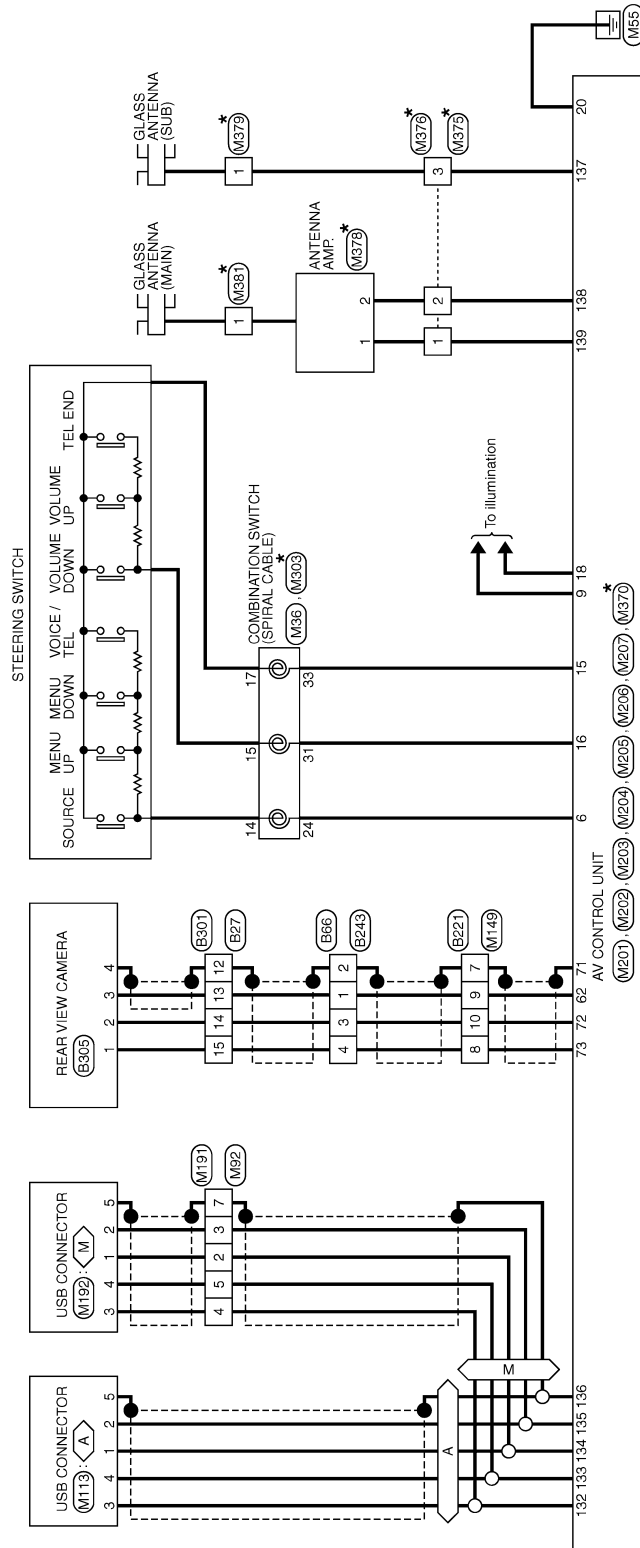 USB CONNECTOR
M113 : A
3 4 1 2 5
A
132 133 134 135 136
USB CONNECTOR
M192 : M
3 4 1 2 5
4 5 2 3 7
M191
M92
M
REAR VIEW CAMERA
B305
1 2 3 4
15 14 13 12
B301
B27
4 3 1 2
B66
B243
8 10 9 7
B221
M149
73 72 62 71
STEERING SWITCH
SOURCE
MENU UP
MENU DOWN
VOICE / TEL
VOLUME DOWN
VOLUME UP
TEL END
14 15 17
COMBINATION SWITCH
(SPIRAL CABLE)
M36 , M303 *
24 31 33
6 16 15
To illumination
9 18
GLASS
ANTENNA
(MAIN)
1
M381 *
ANTENNA
AMP.
M378 *
1 2
1 2 3
M376 *
M375 *
139 138 137
GLASS
ANTENNA
(SUB)
1
M379 *
20
M55
AV CONTROL UNIT
M201 , M202 , M203 , M204 , M205 , M206 , M207 , M370 *